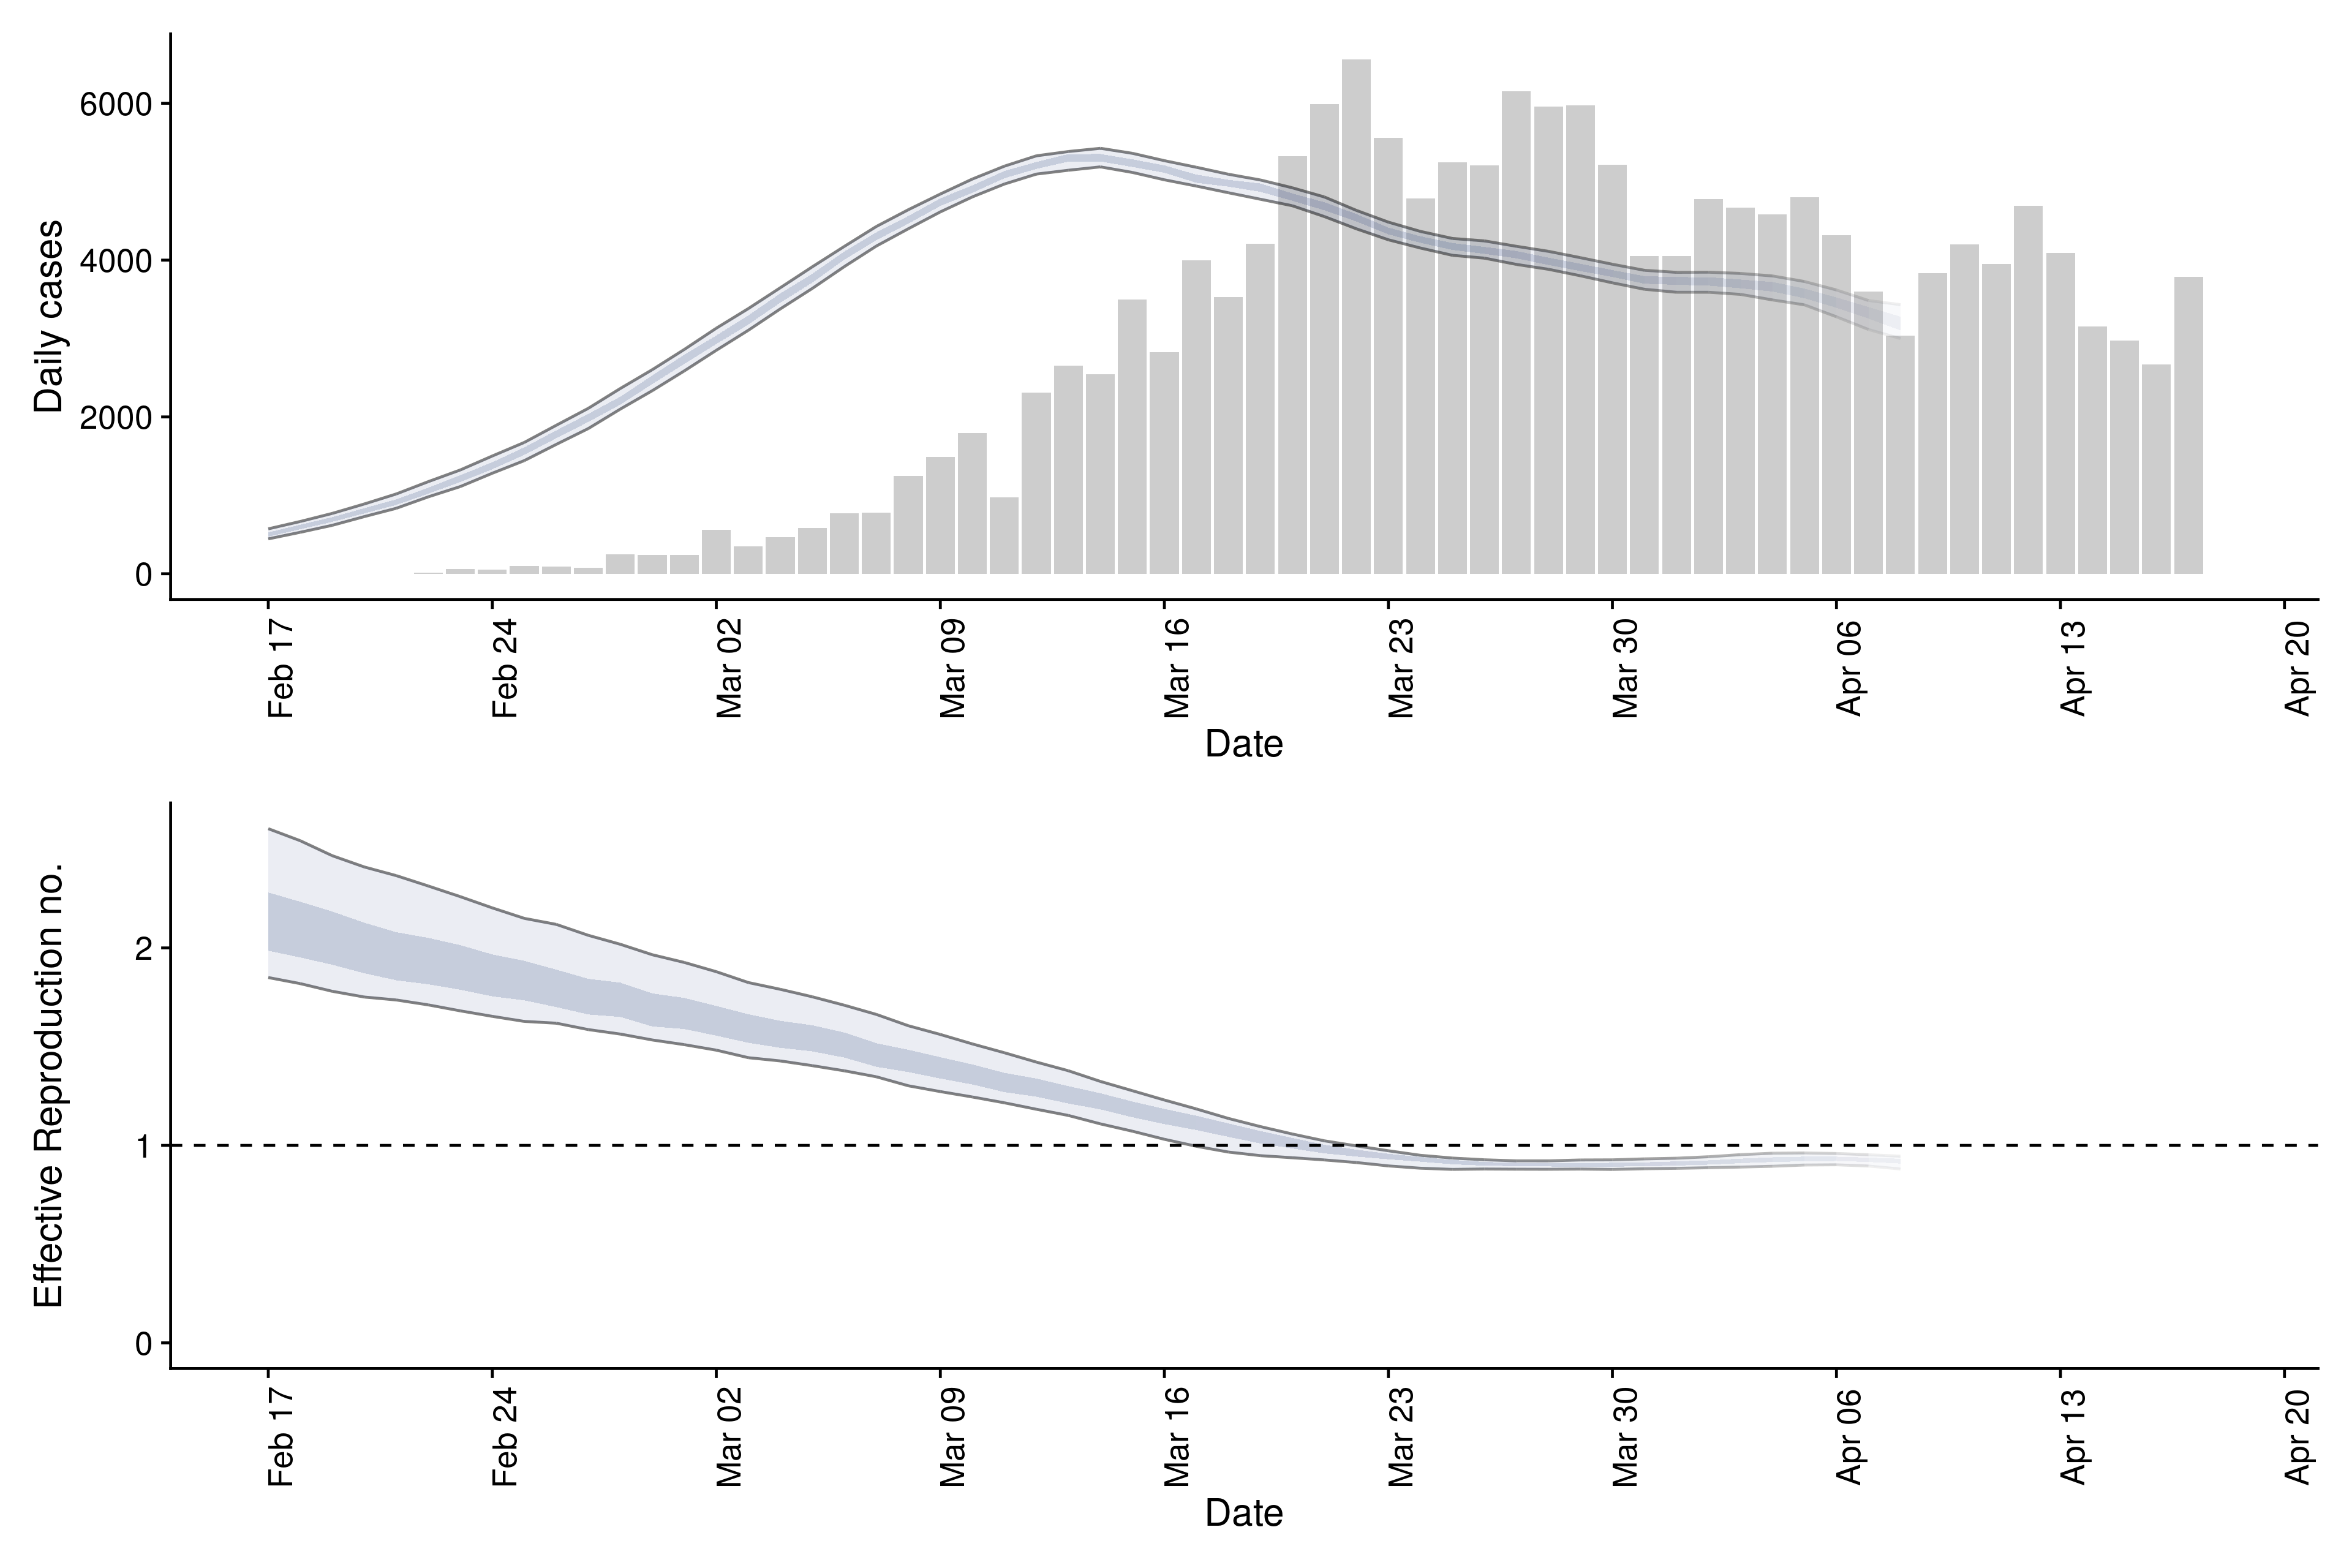 Daily cases
6000
4000
2000
0
Feb 17
Feb 24
Mar 02
Mar 09
Mar 16
Mar 23
Mar 30
Apr 06
Apr 13
Apr 20
Date
Effective Reproduction no.
2
1
0
Feb 17
Feb 24
Mar 02
Mar 09
Mar 16
Mar 23
Mar 30
Apr 06
Apr 13
Apr 20
Date